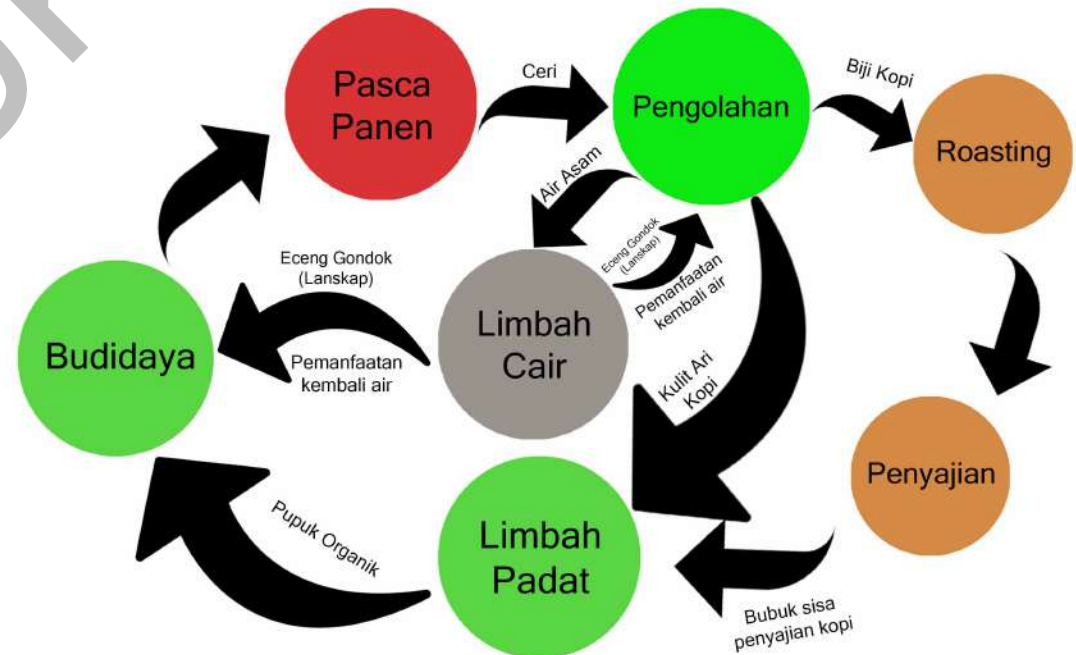 Pasca
Panen
Ceri
Pengolahan
Biji Kopi
Roasting
Air Asam
Eceng Gondok
(Lanskap)
Pemanfaatan
kembali air
Eceng Gondok
(Lanskap)
Pemanfaatan
kembali air
Budidaya
Limbah
Cair
Kulit Ari
Kopi
Penyajian
Limbah
Padat
Pupuk Organik
Bubuk sisa
penyajian kopi